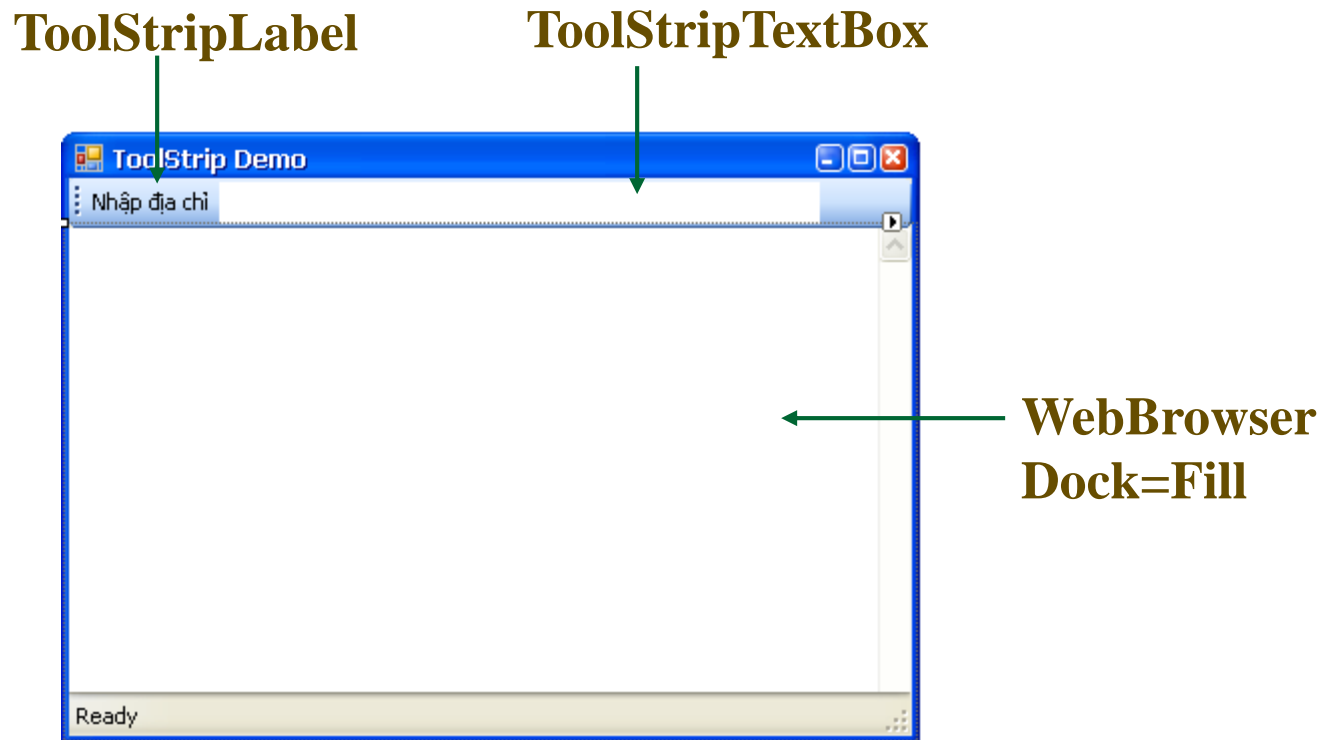 ToolStripLabel
ToolStripTextBox
ToolStrip Demo
Nhập địa chỉ
WebBrowser
Dock=Fill
Ready